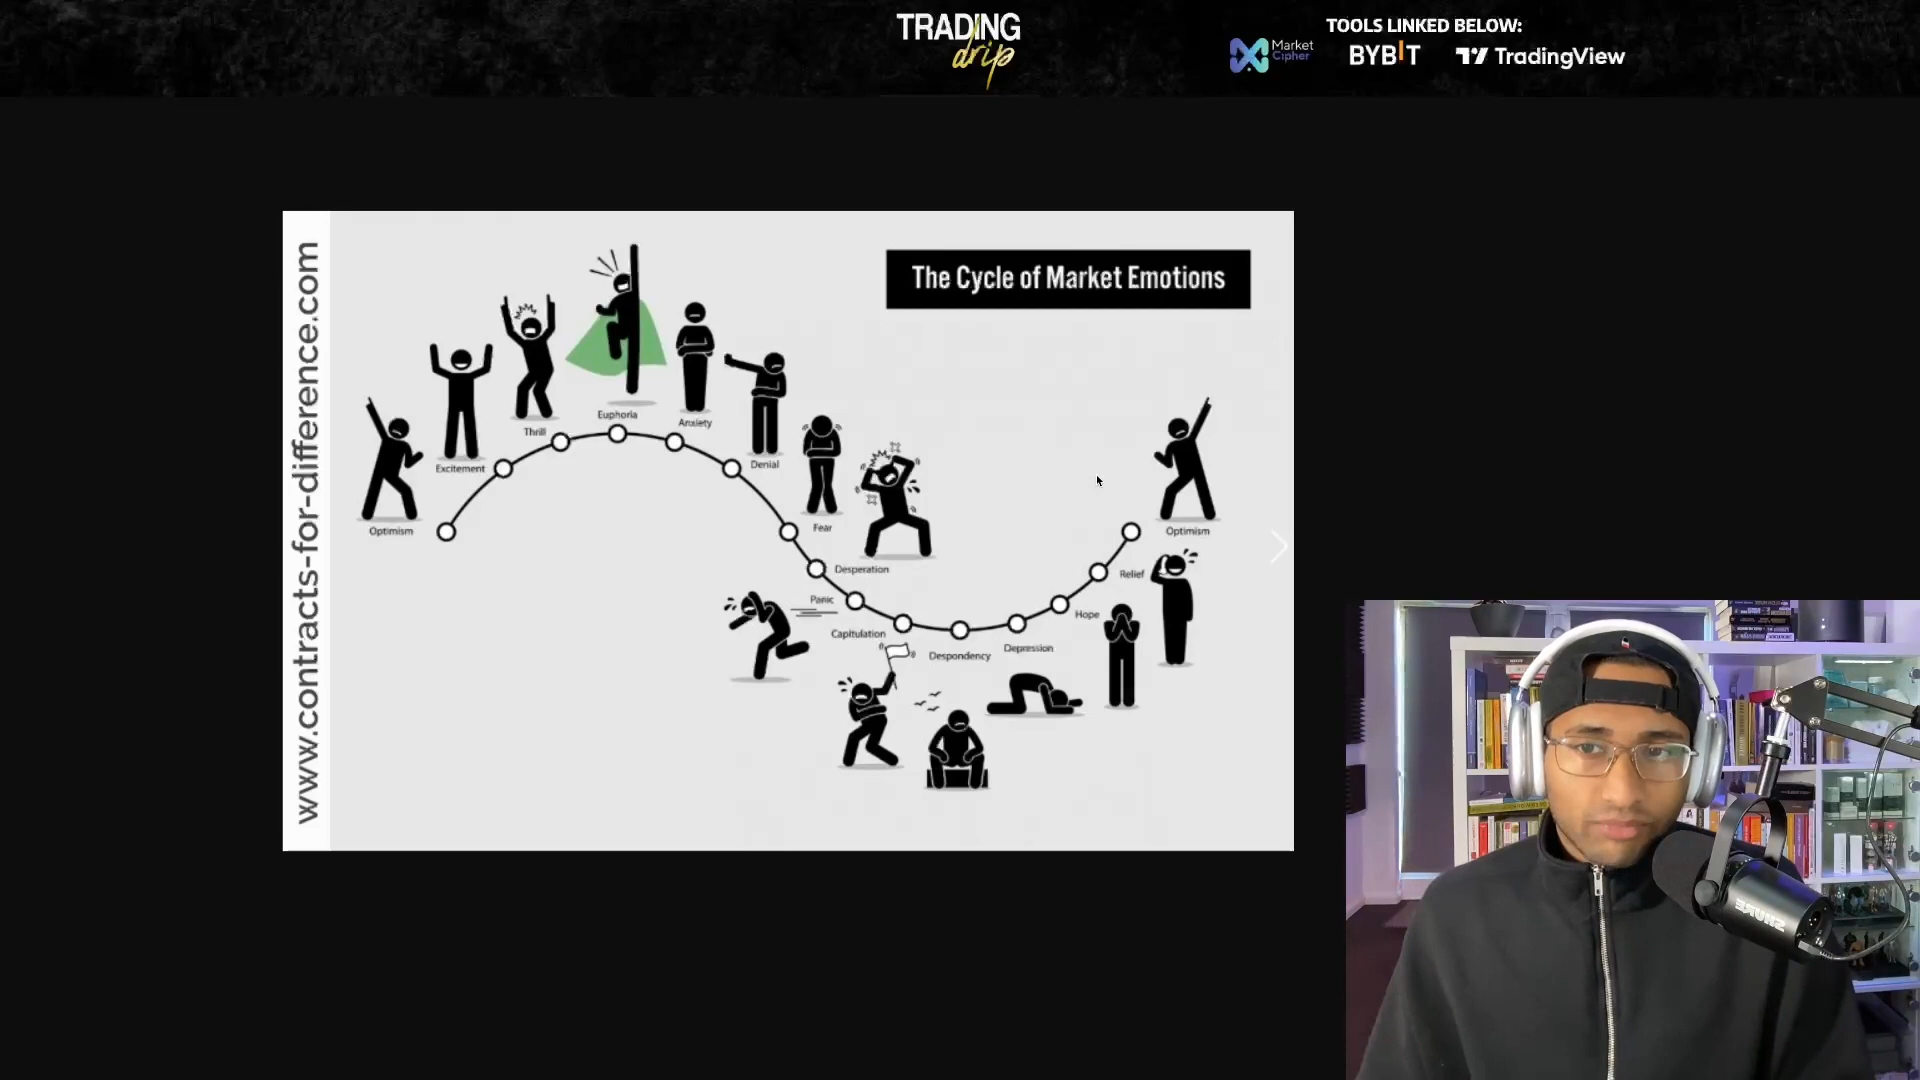 TRADING
drip
TOOLS LINKED BELOW:
Market
Cipher
BYBIT
TradingView
www.contracts-for-difference.com
The Cycle of Market Emotions
Optimism
Excitement
Thrill
Euphoria
Anxiety
Denial
Fear
Desperation
Panic
Capitulation
Despondency
Depression
Hope
Relief
Optimism
SHURE